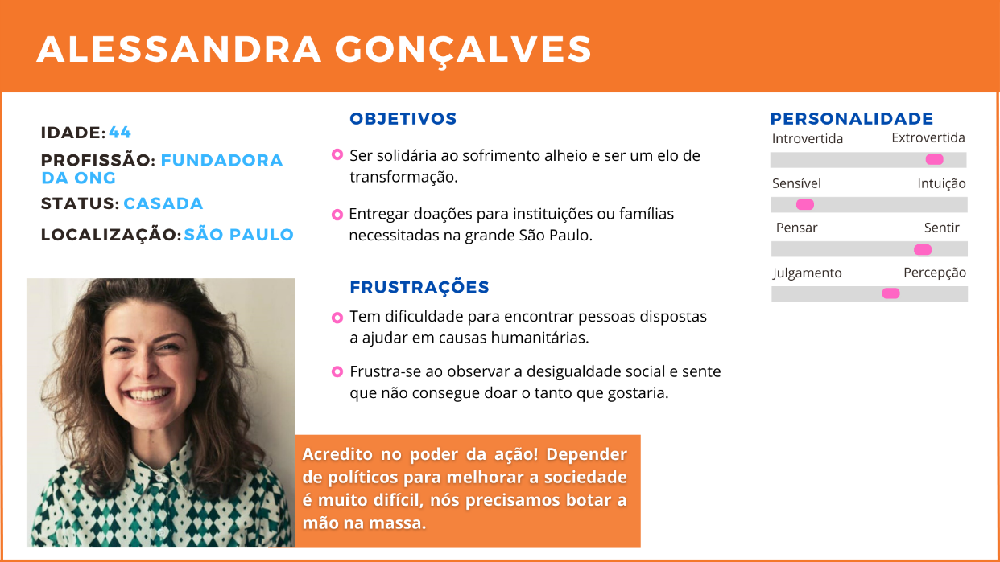 ALESSANDRA GONÇALVES
IDADE: 44
PROFISSÃO: FUNDADORA
DA ONG
STATUS: CASADA
LOCALIZAÇÃO: SÃO PAULO
OBJETIVOS
Ser solidária ao sofrimento alheio e ser um elo de
transformação.
Entregar doações para instituições ou famílias
necessitadas na grande São Paulo.
FRUSTRAÇÕES
Tem dificuldade para encontrar pessoas dispostas
a ajudar em causas humanitárias.
Frustra-se ao observar a desigualdade social e sente
que não consegue doar o tanto que gostaria.
Acredito no poder da ação! Depender
de políticos para melhorar a sociedade
é muito difícil, nós precisamos botar a
mão na massa.
PERSONALIDADE
Introvertida Extrovertida
Sensível Intuição
Pensar Sentir
Julgamento Percepção